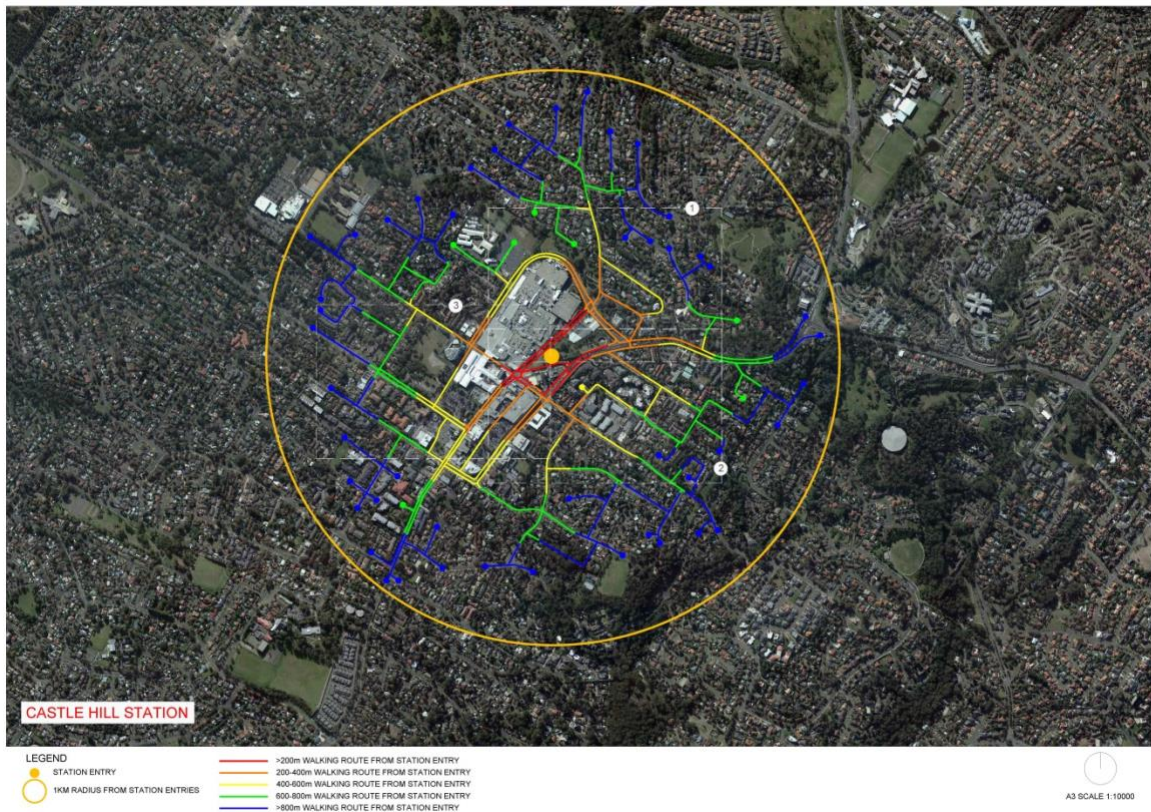 1
3
2
CASTLE HILL STATION
LEGEND
STATION ENTRY
1KM RADIUS FROM STATION ENTRIES
>200m WALKING ROUTE FROM STATION ENTRY
200-400m WALKING ROUTE FROM STATION ENTRY
400-600m WALKING ROUTE FROM STATION ENTRY
600-800m WALKING ROUTE FROM STATION ENTRY
>800m WALKING ROUTE FROM STATION ENTRY
A3 SCALE 1:10000